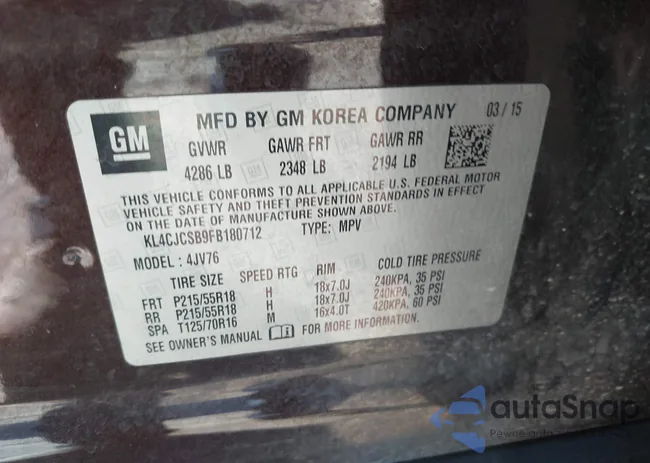 GM
MFD BY GM KOREA COMPANY 03/15
GVWR GAWR FRT GAWR RR
4286 LB 2348 LB 2194 LB
THIS VEHICLE CONFORMS TO ALL APPLICABLE U.S. FEDERAL MOTOR
VEHICLE SAFETY AND THEFT PREVENTION STANDARDS IN EFFECT
ON THE DATE OF MANUFACTURE SHOWN ABOVE.
KL4CJCSB9FB180712 TYPE: MPV
MODEL: 4JV76
TIRE SIZE SPEED RTG RIM COLD TIRE PRESSURE
FRT P215/55R18 H 18x7.0J 240KPA, 35 PSI
RR P215/55R18 H 18x7.0J 240KPA, 35 PSI
SPA T125/70R16 M 16x4.0T 420KPA, 60 PSI
SEE OWNER'S MANUAL FOR MORE INFORMATION.
autaSnap